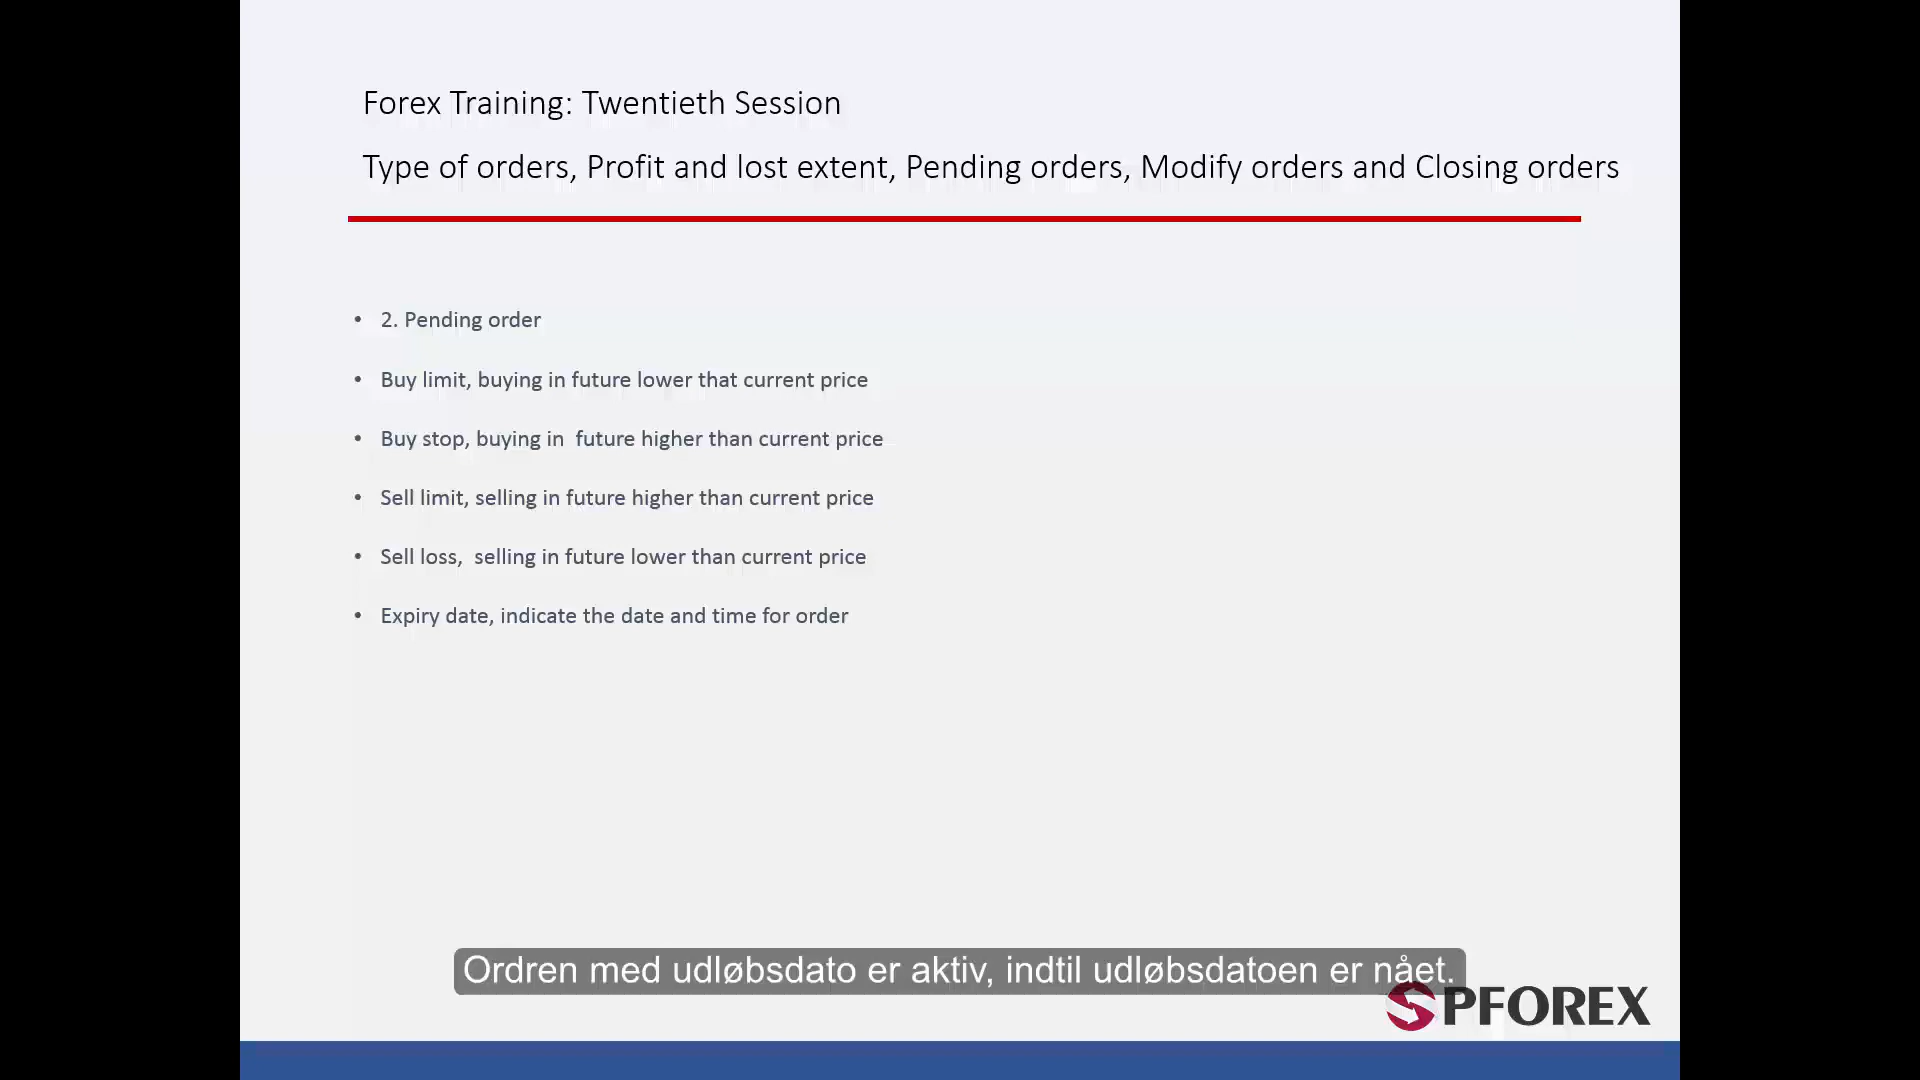 Forex Training: Twentieth Session
Type of orders, Profit and lost extent, Pending orders, Modify orders and Closing orders
• 2. Pending order
• Buy limit, buying in future lower that current price
• Buy stop, buying in future higher than current price
• Sell limit, selling in future higher than current price
• Sell loss, selling in future lower than current price
• Expiry date, indicate the date and time for order
Ordren med udløbsdato er aktiv, indtil udløbsdatoen er nået.
SPFOREX